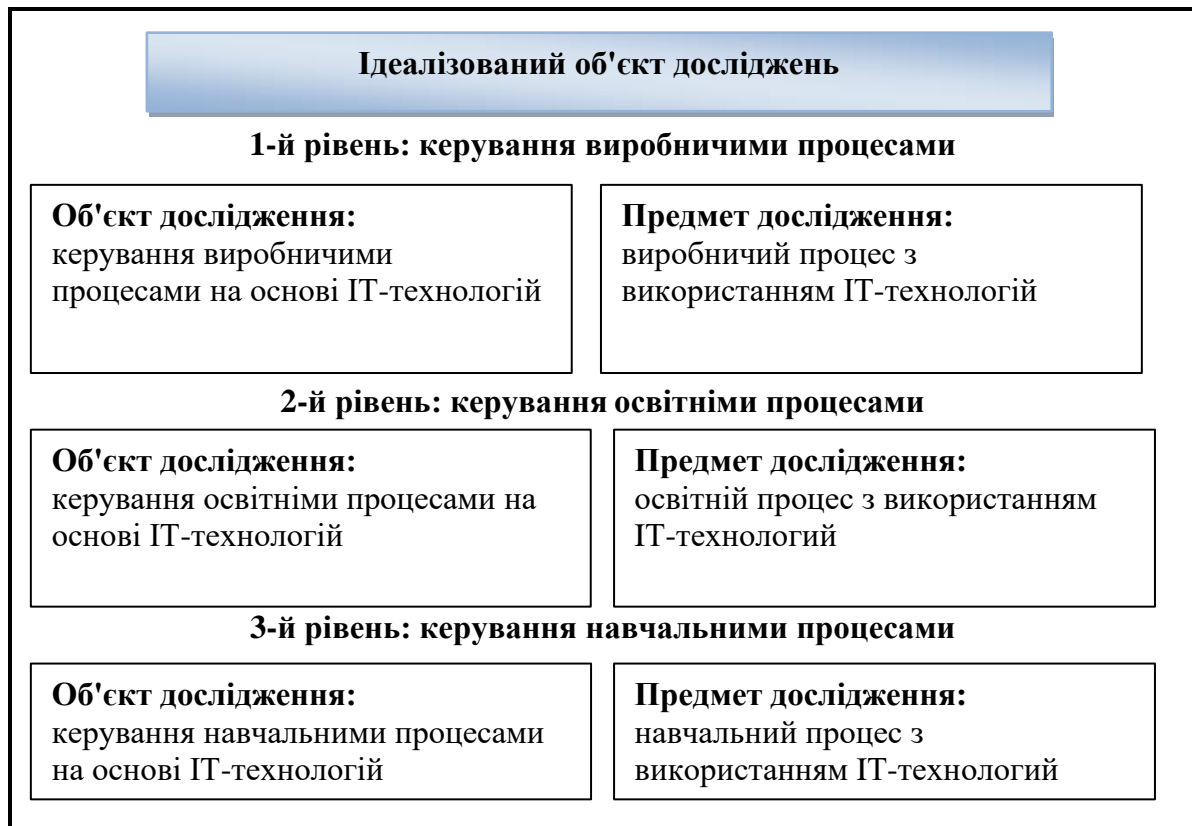 Ідеалізований об'єкт досліджень
1-й рівень: керування виробничими процесами
Об'єкт дослідження:
керування виробничими
процесами на основі ІТ-технологій
Предмет дослідження:
виробничий процес з
використанням ІТ-технологій
2-й рівень: керування освітніми процесами
Об'єкт дослідження:
керування освітніми процесами на
основі ІТ-технологій
Предмет дослідження:
освітній процес з використанням
ІТ-технологий
3-й рівень: керування навчальними процесами
Об'єкт дослідження:
керування навчальними процесами
на основі ІТ-технологій
Предмет дослідження:
навчальний процес з
використанням ІТ-технологий